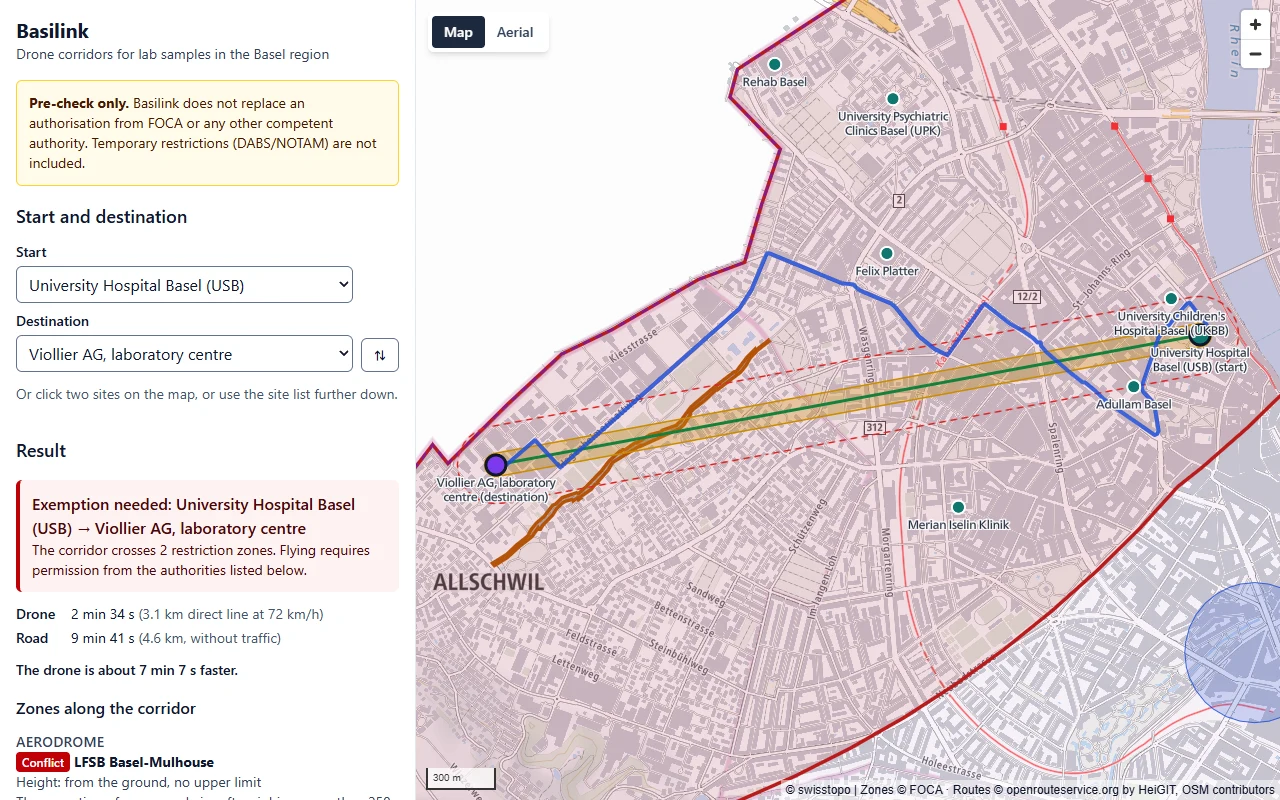 Basilink
Drone corridors for lab samples in the Basel region
Pre-check only. Basilink does not replace an
authorisation from FOCA or any other competent
authority. Temporary restrictions (DABS/NOTAM) are not
included.
Start and destination
Start
University Hospital Basel (USB)
Destination
Viollier AG, laboratory centre
Or click two sites on the map, or use the site list further down.
Result
Exemption needed: University Hospital Basel
(USB) → Viollier AG, laboratory centre
The corridor crosses 2 restriction zones. Flying requires
permission from the authorities listed below.
Drone 2 min 34 s (3.1 km direct line at 72 km/h)
Road 9 min 41 s (4.6 km, without traffic)
The drone is about 7 min 7 s faster.
Zones along the corridor
AERODROME
Conflict LFSB Basel-Mulhouse
Height: from the ground, no upper limit
Map Aerial
+
−
Rhein
Rehab Basel
University Psychiatric
Clinics Basel (UPK)
2
Felix Platter
St. Johanns-Ring
12/2
University Children's
Hospital Basel (UKBB)
University Hospital
Basel (USB) (start)
Kiesstrasse
Wasgenring
Adullam Basel
312
Spalenring
Viollier AG, laboratory
centre (destination)
Merian Iselin Klinik
Schützenweg
Morgartenring
Im langen Loh
ALLSCHWIL
Sandweg
Bettenstrasse
Feldstrasse
Steinbühlweg
Lettenweg
Holeestrasse
300 m
© swisstopo | Zones © FOCA · Routes © openrouteservice.org by HeiGIT, OSM contributors